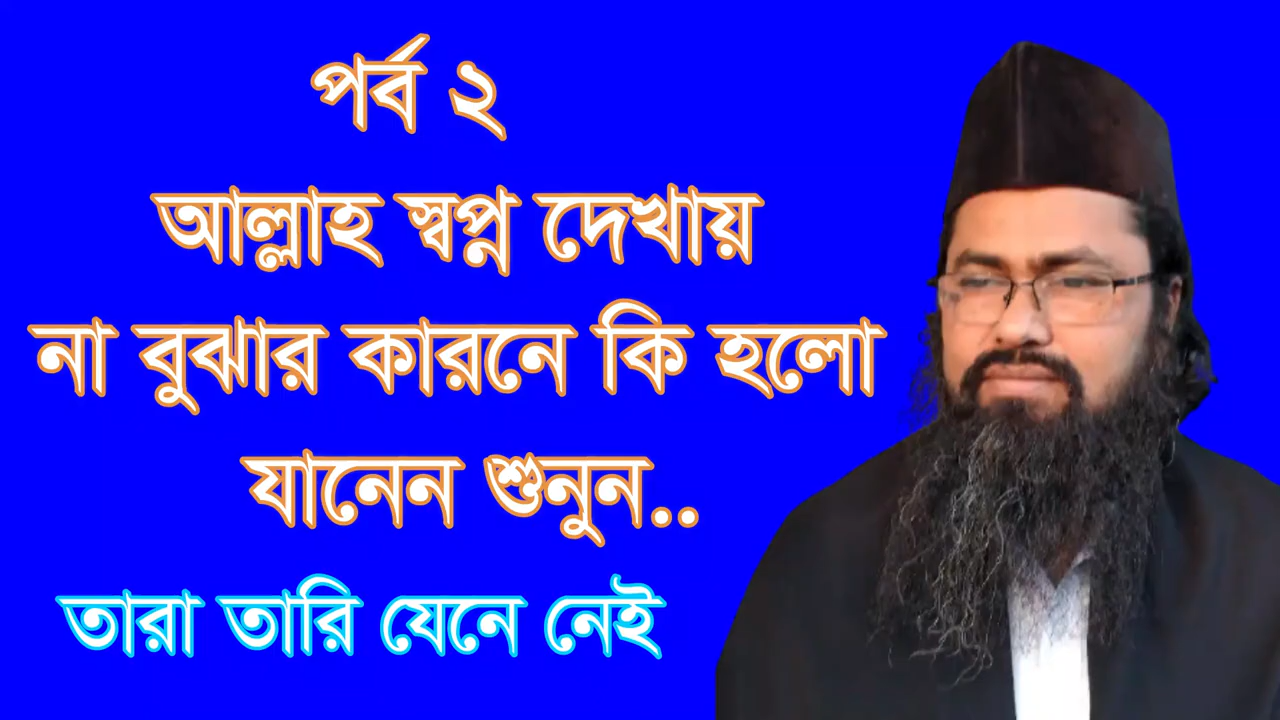 পর্ব ২
আল্লাহ স্বপ্ন দেখায়
না বুঝার কারনে কি হলো
যানেন শুনুন..
তারা তারি যেনে নেই